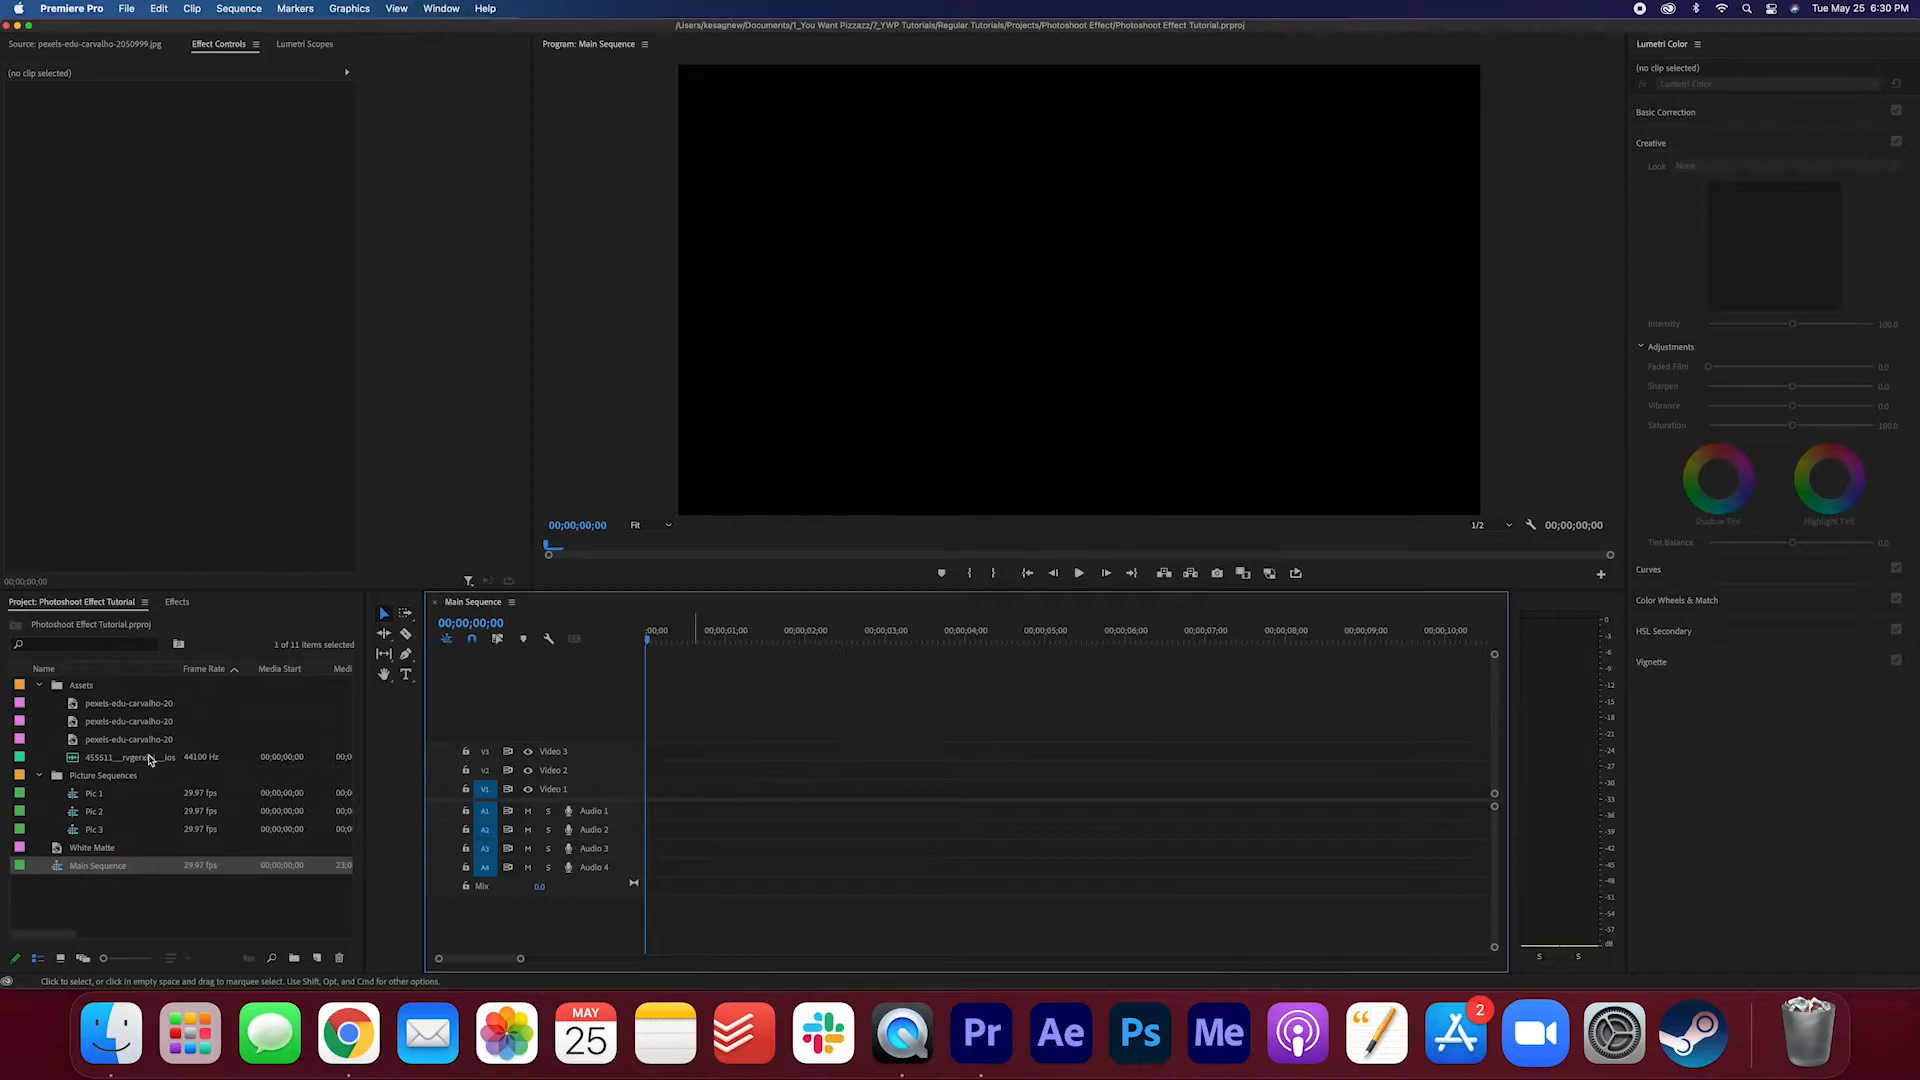 Premiere Pro File Edit Clip Sequence Markers Graphics View Window Help Tue May 25 6:30 PM
/Users/kesagnew/Documents/1_You Want Pizzazz/7_YWP Tutorials/Regular Tutorials/Projects/Photoshoot Effect/Photoshoot Effect Tutorial.prproj
Source: pexels-edu-carvalho-2050999.jpg Effect Controls Lumetri Scopes Program: Main Sequence Lumetri Color
(no clip selected)
(no clip selected)
fx Lumetri Color
Basic Correction
Creative
Look None
Intensity 100.0
Adjustments
Faded Film 0.0
Sharpen 0.0
Vibrance 0.0
Saturation 100.0
Shadow Tint Highlight Tint
Tint Balance 0.0
Curves
Color Wheels & Match
HSL Secondary
Vignette
00;00;00;00 Fit 1/2 00;00;00;00
00;00;00;00
Project: Photoshoot Effect Tutorial Effects
Photoshoot Effect Tutorial.prproj
1 of 11 items selected
Name Frame Rate Media Start Medi
Assets
pexels-edu-carvalho-20
pexels-edu-carvalho-20
pexels-edu-carvalho-20
44100 Hz 00;00;00;00 00;0
Picture Sequences
Pic 1 29.97 fps 00;00;00;00 00;0
Pic 2 29.97 fps 00;00;00;00 00;0
Pic 3 29.97 fps 00;00;00;00 00;0
White Matte
Main Sequence 29.97 fps 00;00;00;00 23;0
Main Sequence
00;00;00;00
;00;00 00;00;01;00 00;00;02;00 00;00;03;00 00;00;04;00 00;00;05;00 00;00;06;00 00;00;07;00 00;00;08;00 00;00;09;00 00;00;10;00
V3 Video 3
V2 Video 2
V1 Video 1
A1 M S Audio 1
A2 M S Audio 2
A3 M S Audio 3
A4 M S Audio 4
Mix 0.0
0
-3
-6
-9
-12
-15
-18
-21
-24
-27
-30
-33
-36
-39
-42
-45
-48
-51
-54
-57
dB
S S
Click to select, or click in empty space and drag to marquee select. Use Shift, Opt, and Cmd for other options.
MAY
25
Pr Ae Ps Me
2